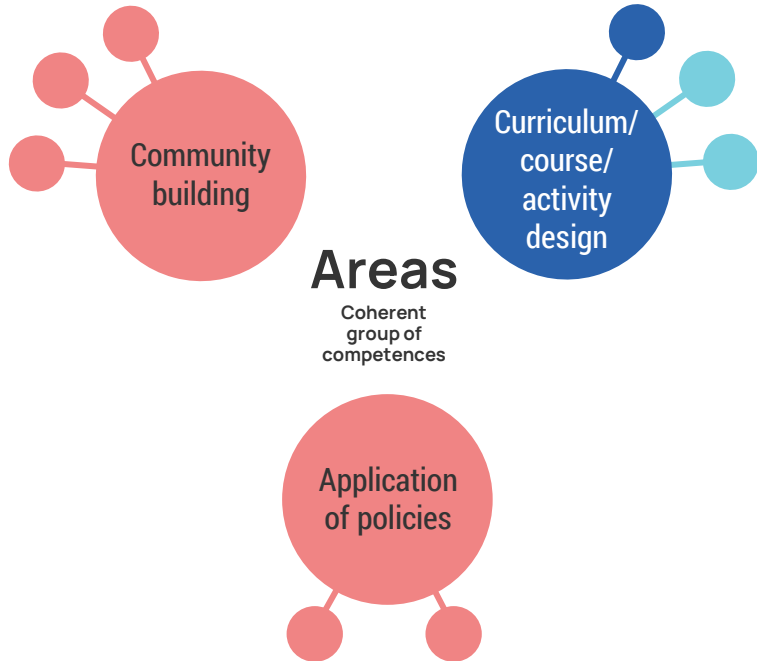 Community
building
Curriculum/
course/
activity
design
Areas
Coherent
group of
competences
Application
of policies